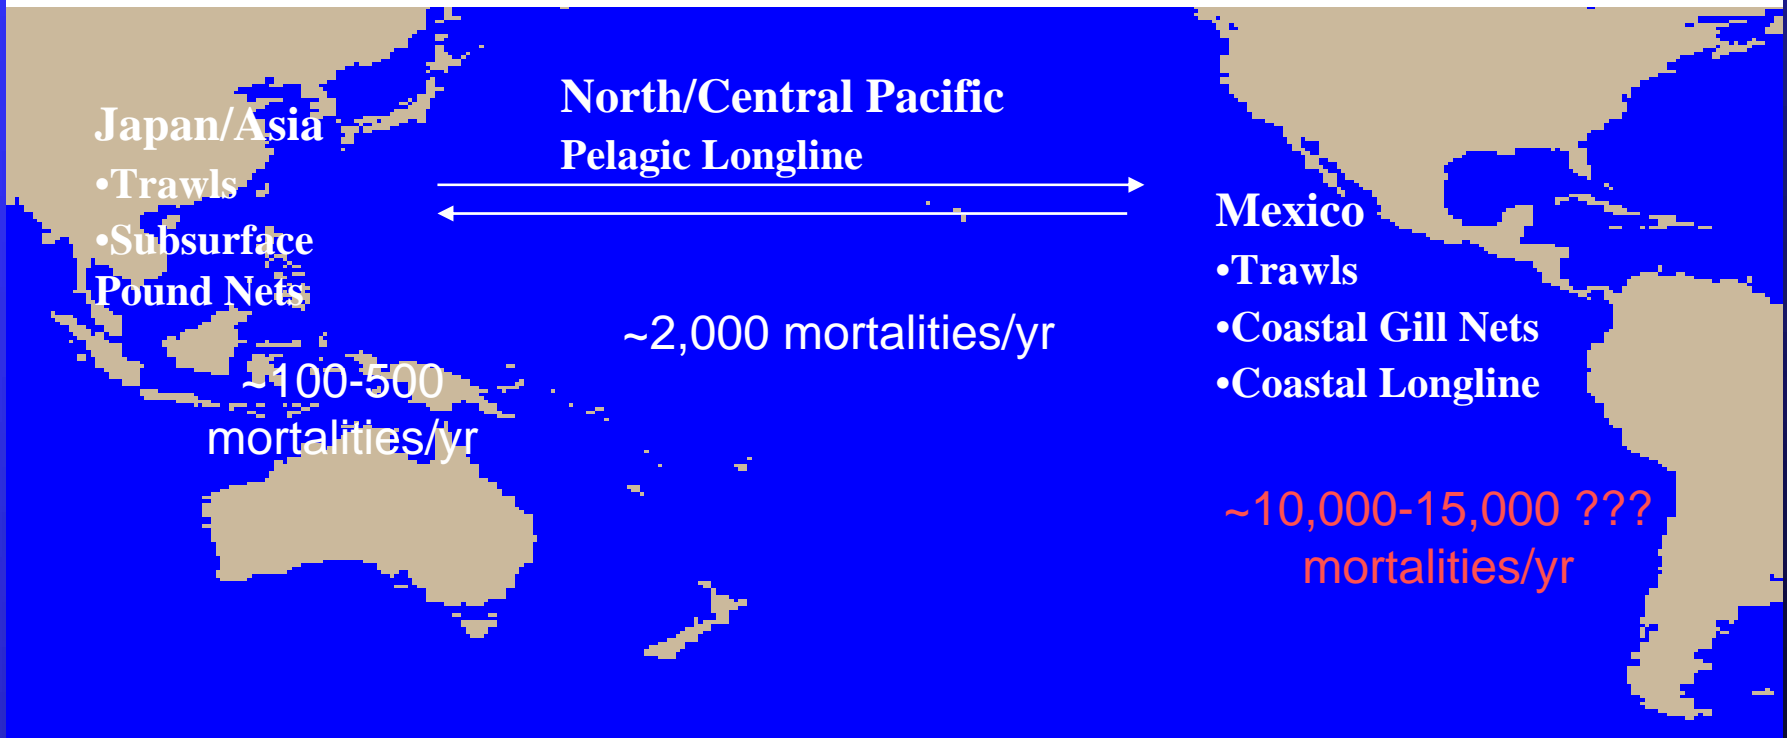 Japan/Asia
•Trawls
•Subsurface
Pound Nets
~100-500
mortalities/yr
North/Central Pacific
Pelagic Longline
~2,000 mortalities/yr
Mexico
•Trawls
•Coastal Gill Nets
•Coastal Longline
~10,000-15,000 ???
mortalities/yr